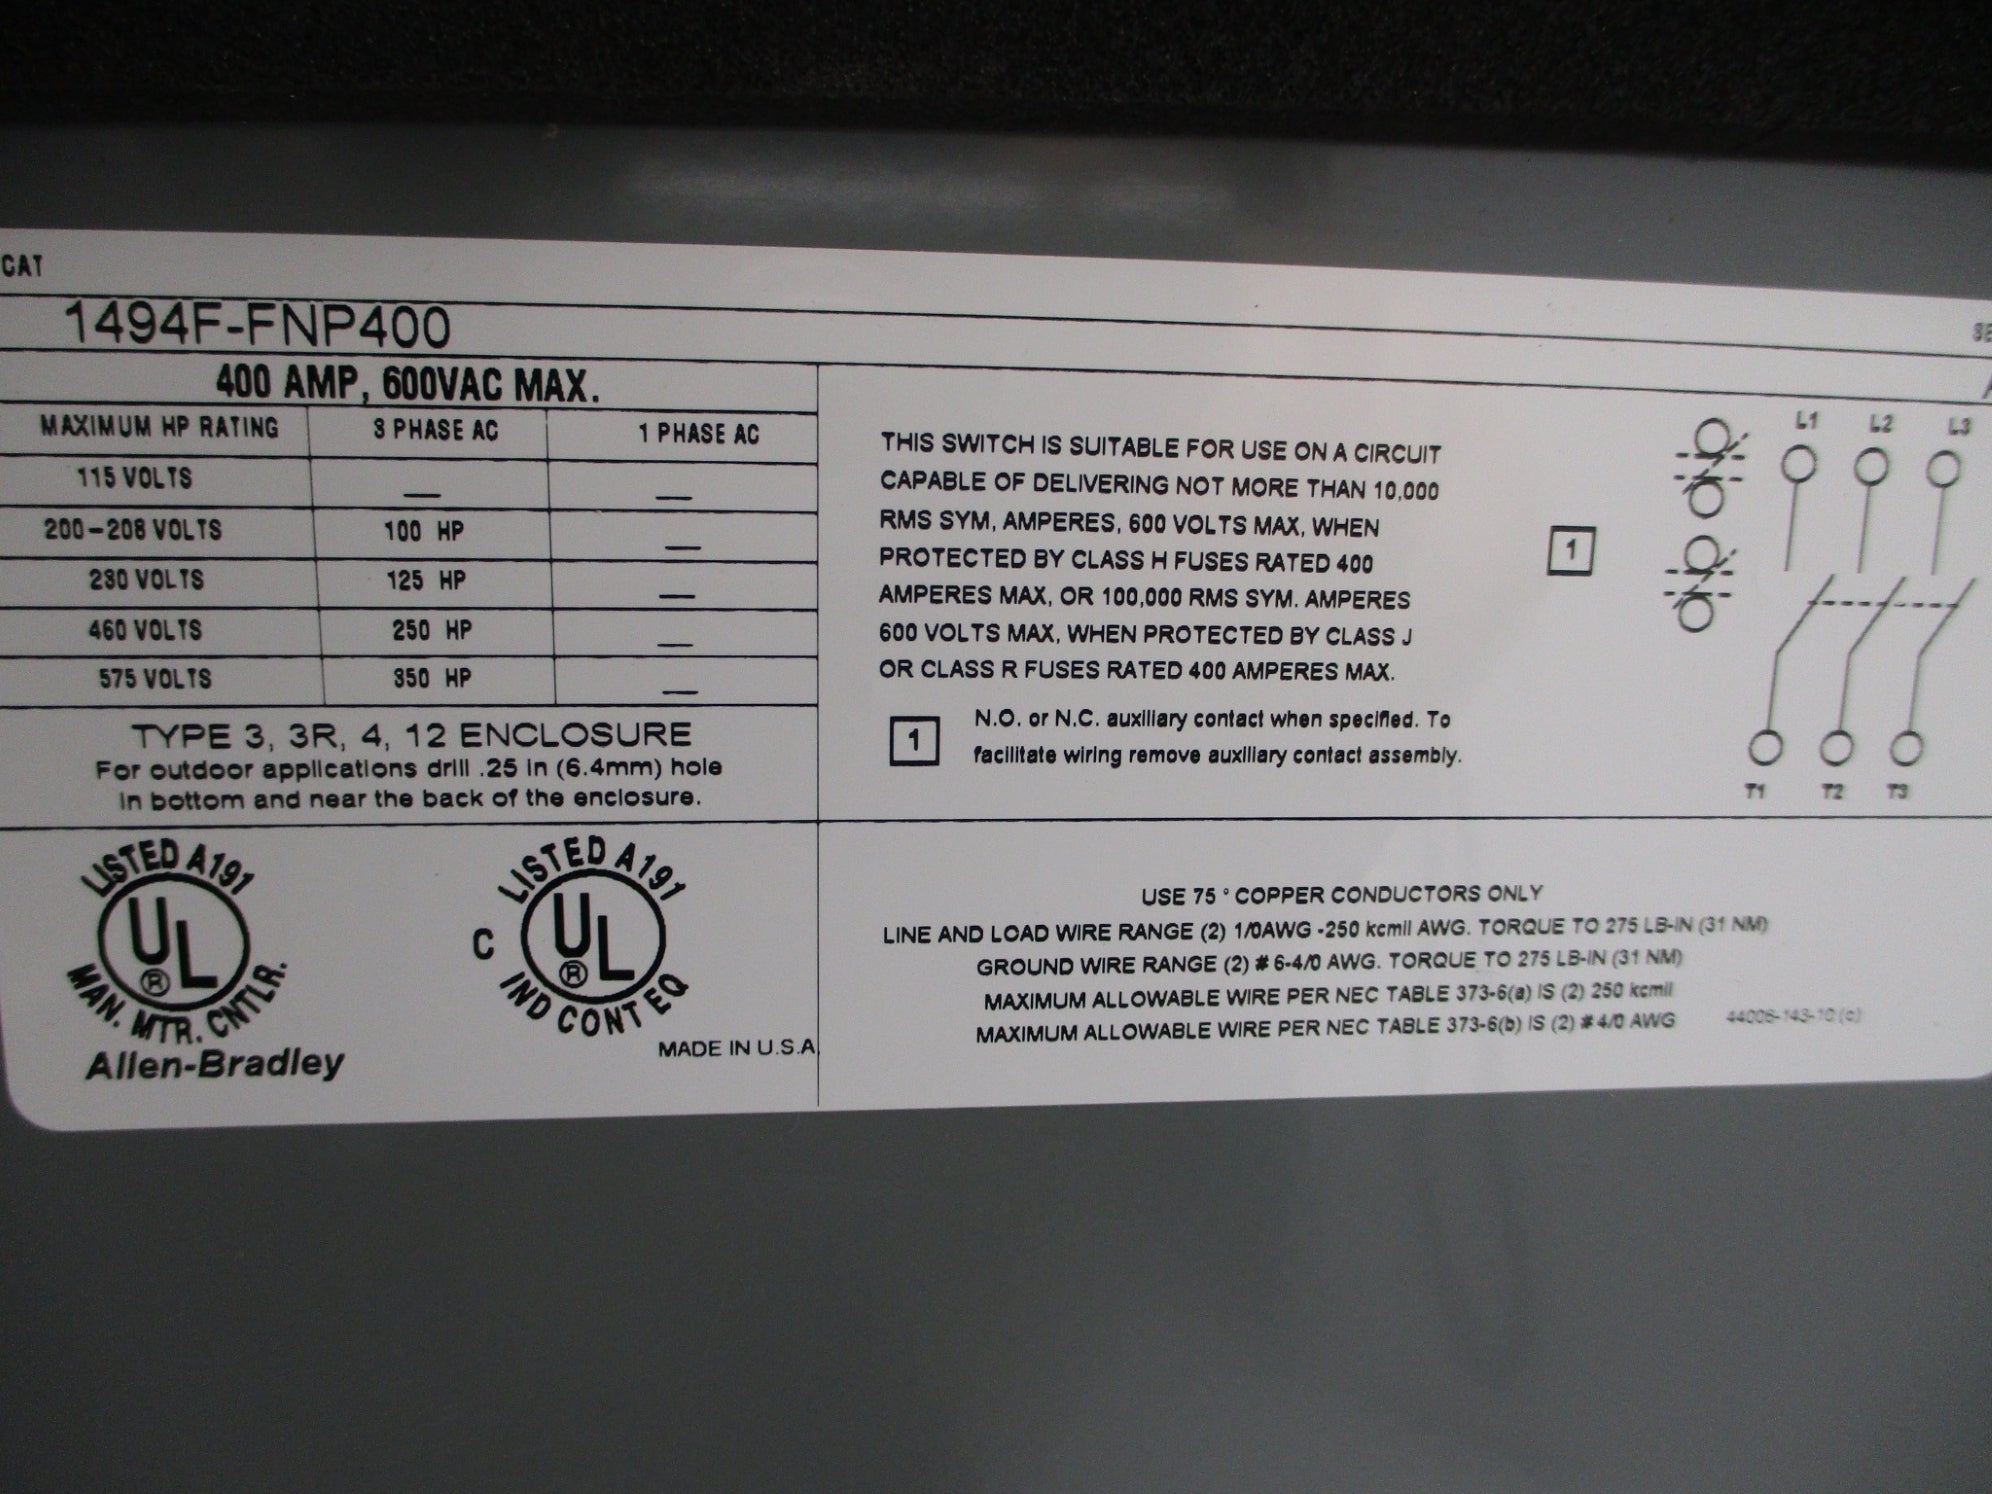 CAT
1494F-FNP400
400 AMP, 600VAC MAX.
MAXIMUM HP RATING 3 PHASE AC 1 PHASE AC
115 VOLTS — —
200-208 VOLTS 100 HP —
230 VOLTS 125 HP —
460 VOLTS 250 HP —
575 VOLTS 350 HP —
TYPE 3, 3R, 4, 12 ENCLOSURE
For outdoor applications drill .25 in (6.4mm) hole
in bottom and near the back of the enclosure.
THIS SWITCH IS SUITABLE FOR USE ON A CIRCUIT
CAPABLE OF DELIVERING NOT MORE THAN 10,000
RMS SYM, AMPERES, 600 VOLTS MAX, WHEN
PROTECTED BY CLASS H FUSES RATED 400
AMPERES MAX, OR 100,000 RMS SYM. AMPERES
600 VOLTS MAX, WHEN PROTECTED BY CLASS J
OR CLASS R FUSES RATED 400 AMPERES MAX.
1 N.O. or N.C. auxiliary contact when specified. To
facilitate wiring remove auxiliary contact assembly.
1
L1 L2 L3
T1 T2 T3
LISTED A191
UL ®
MAN. MTR. CNTLR.
Allen-Bradley
LISTED A191
C UL ®
IND CONT EQ
MADE IN U.S.A
USE 75 ° COPPER CONDUCTORS ONLY
LINE AND LOAD WIRE RANGE (2) 1/0AWG -250 kcmil AWG. TORQUE TO 275 LB-IN (31 NM)
GROUND WIRE RANGE (2) # 6-4/0 AWG. TORQUE TO 275 LB-IN (31 NM)
MAXIMUM ALLOWABLE WIRE PER NEC TABLE 373-6(a) IS (2) 250 kcmil
MAXIMUM ALLOWABLE WIRE PER NEC TABLE 373-6(b) IS (2) # 4/0 AWG
44006-143-10 (c)